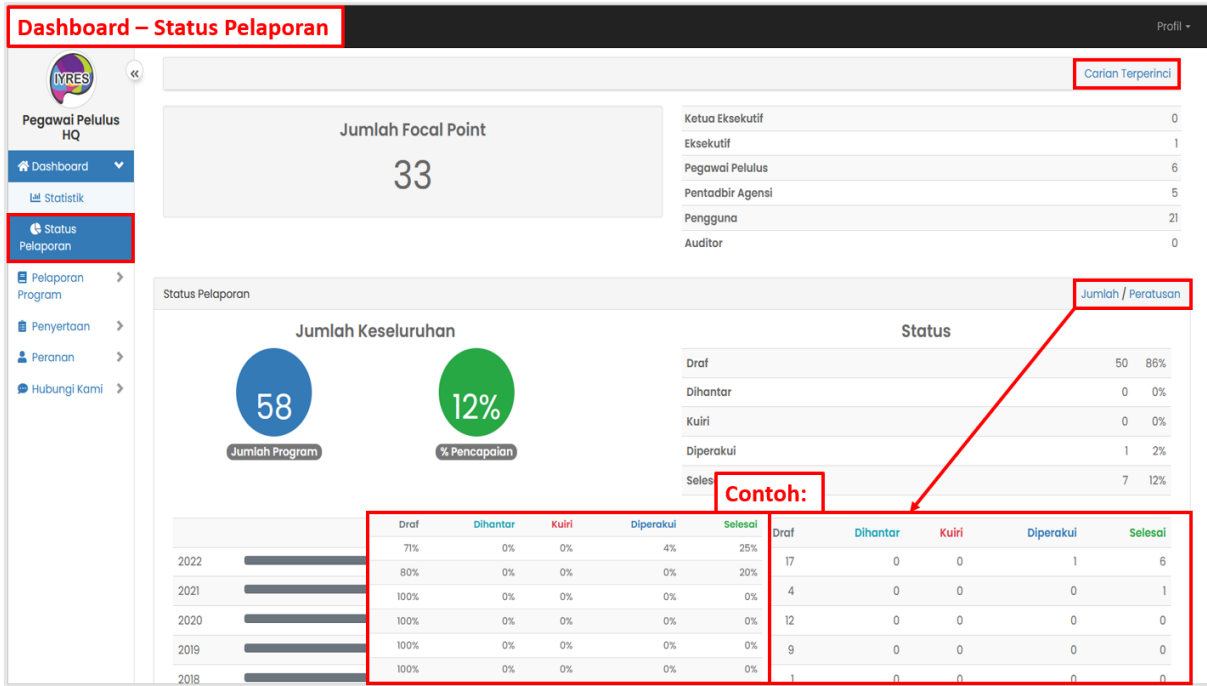 Dashboard – Status Pelaporan
Profil
IYRES
«
Pegawai Pelulus
HQ
Dashboard
Statistik
Status
Pelaporan
Pelaporan
Program
Penyertaan
Peranan
Hubungi Kami
Carian Terperinci
Jumlah Focal Point
33
Ketua Eksekutif 0
Eksekutif 1
Pegawai Pelulus 6
Pentadbir Agensi 5
Pengguna 21
Auditor 0
Status Pelaporan
Jumlah / Peratusan
Jumlah Keseluruhan
58
Jumlah Program
12%
% Pencapaian
Status
Draf 50 86%
Dihantar 0 0%
Kuiri 0 0%
Diperakui 1 2%
7 12%
Contoh:
2022
2021
2020
2019
2018
Draf Dihantar Kuiri Diperakui Selesai
71% 0% 0% 4% 25%
80% 0% 0% 0% 20%
100% 0% 0% 0% 0%
100% 0% 0% 0% 0%
100% 0% 0% 0% 0%
100% 0% 0% 0% 0%
Draf Dihantar Kuiri Diperakui Selesai
17 0 0 1 6
4 0 0 0 1
12 0 0 0 0
9 0 0 0 0
1 0 0 0 0